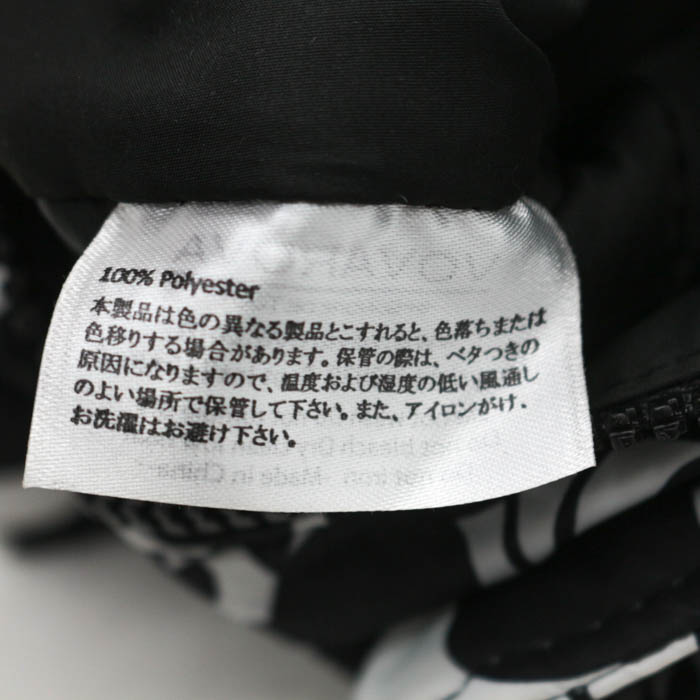 100% Polyester
本製品は色の異なる製品とこすれると、色落ちまたは
色移りする場合があります。保管の際は、ベタつきの
原因になりますので、温度および湿度の低い風通し
のよい場所で保管して下さい。また、アイロンがけ、
お洗濯はお避け下さい。